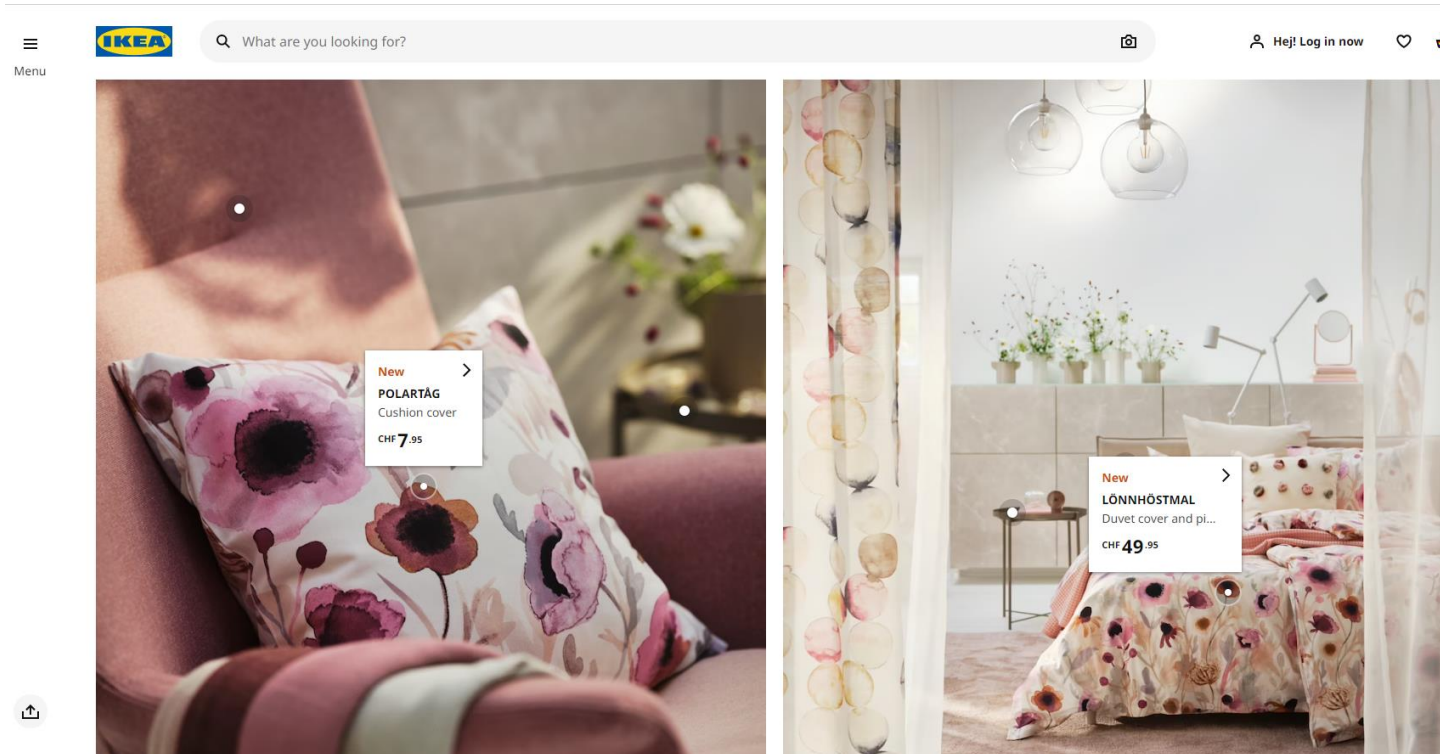 IKEA
What are you looking for?
Hej! Log in now
Menu
New
POLARTÅG
Cushion cover
CHF 7.95
New
LÖNNHÖSTMAL
Duvet cover and pi...
CHF 49.95